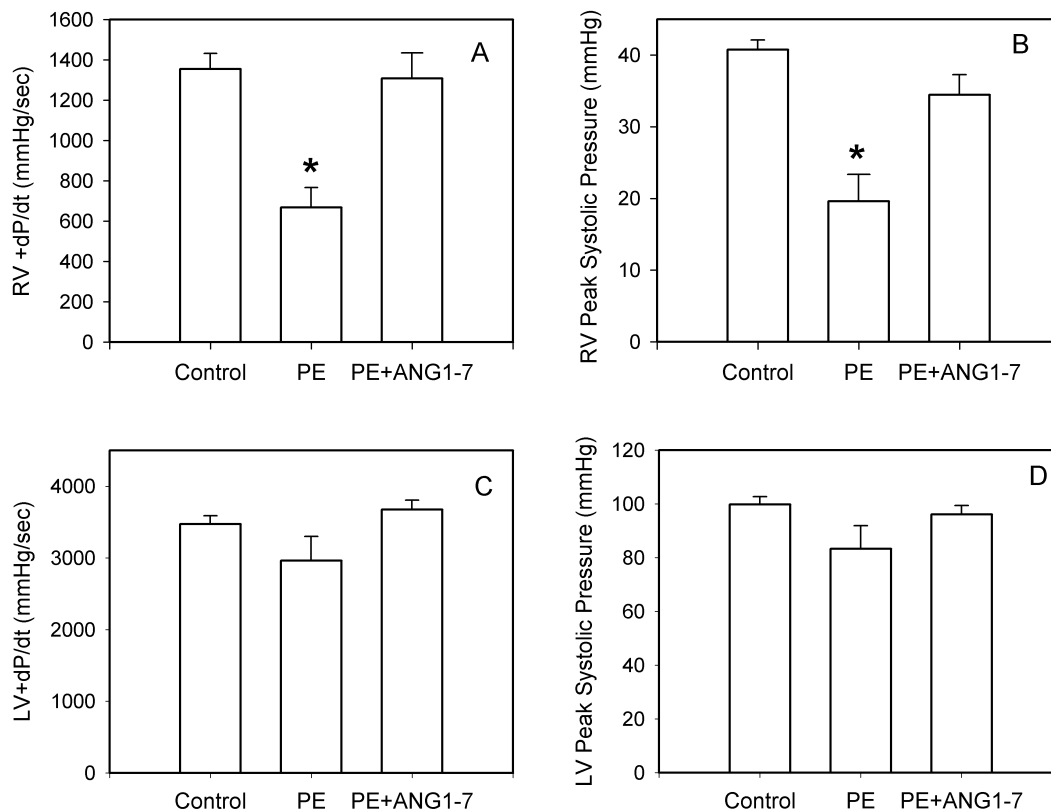 A
RV +dP/dt (mmHg/sec)
1600
1400
1200
1000
800
600
400
200
0
*
Control PE PE+ANG1-7
B
RV Peak Systolic Pressure (mmHg)
40
30
20
10
0
*
Control PE PE+ANG1-7
C
LV+dP/dt (mmHg/sec)
4000
3000
2000
1000
0
Control PE PE+ANG1-7
D
LV Peak Systolic Pressure (mmHg)
120
100
80
60
40
20
0
Control PE PE+ANG1-7